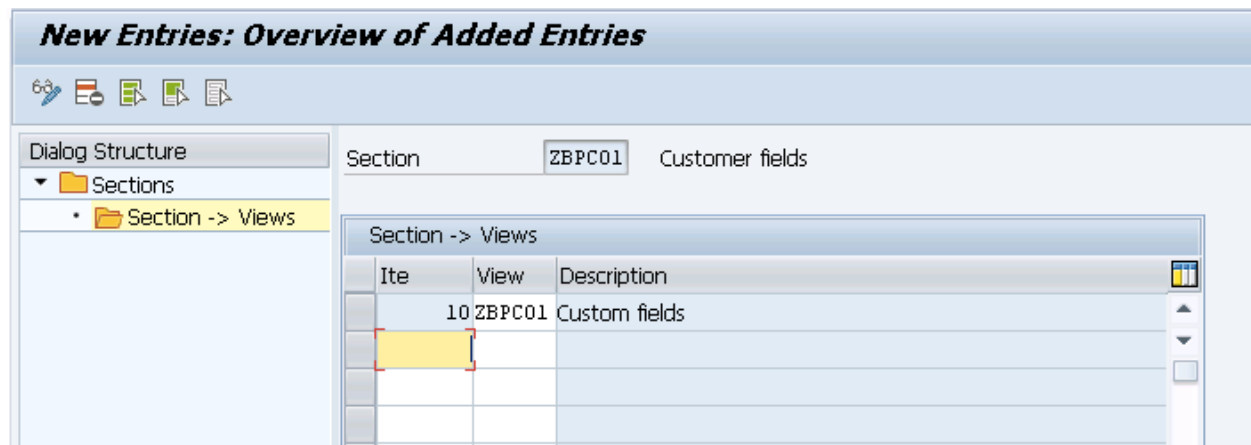 New Entries: Overview of Added Entries
Dialog Structure
Sections
Section -> Views
Section ZBPC01 Customer fields
Section -> Views
Ite View Description
10 ZBPC01 Custom fields